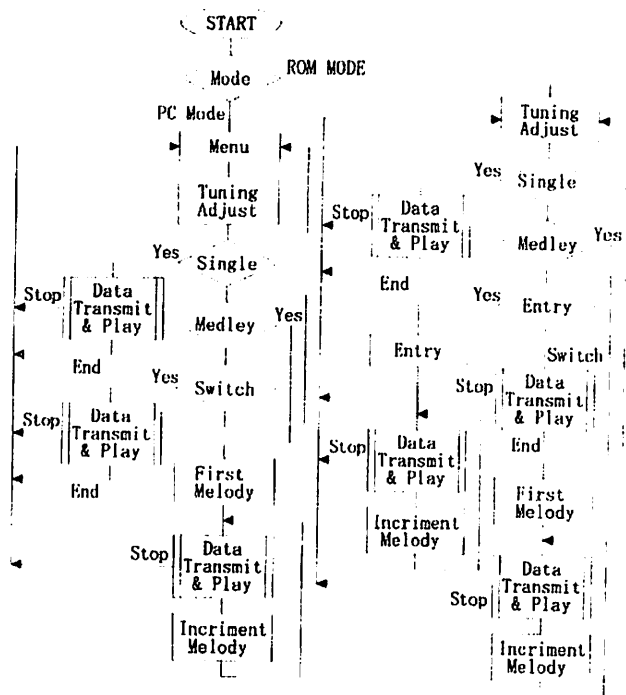 START
Mode
ROM MODE
PC Mode
Menu
Tuning
Adjust
Yes
Single
Stop
Data
Transmit
& Play
End
Medley
Yes
Yes
Switch
Stop
Data
Transmit
& Play
End
First
Melody
Stop
Data
Transmit
& Play
Incriment
Melody
Tuning
Adjust
Yes
Single
Stop
Data
Transmit
& Play
End
Medley
Yes
Yes
Entry
Entry
Switch
Stop
Data
Transmit
& Play
End
Stop
Data
Transmit
& Play
Incriment
Melody
First
Melody
Stop
Data
Transmit
& Play
Incriment
Melody